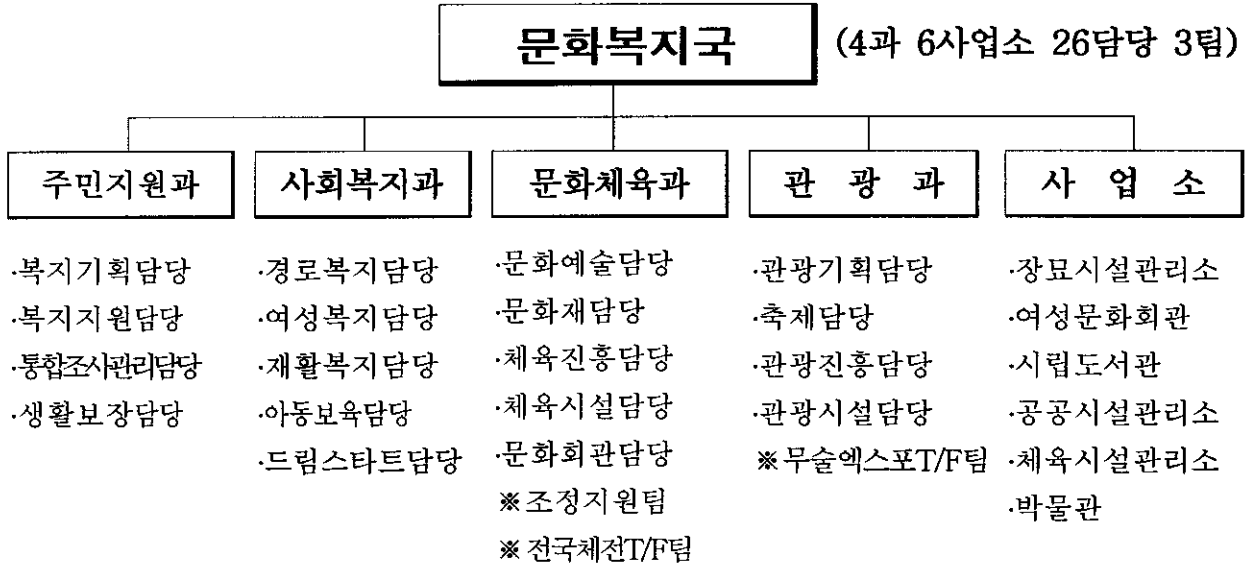 문화복지국 (4과 6사업소 26담당 3팀)
주민지원과
·복지기획담당
·복지지원담당
·통합조사관리담당
·생활보장담당
사회복지과
·경로복지담당
·여성복지담당
·재활복지담당
·아동보육담당
·드림스타트담당
문화체육과
·문화예술담당
·문화재담당
·체육진흥담당
·체육시설담당
·문화회관담당
※조정지원팀
※전국체전T/F팀
관 광 과
·관광기획담당
·축제담당
·관광진흥담당
·관광시설담당
※무술엑스포T/F팀
사 업 소
·장묘시설관리소
·여성문화회관
·시립도서관
·공공시설관리소
·체육시설관리소
·박물관